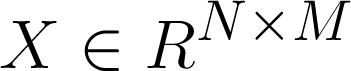 X ∈ R^{N×M}